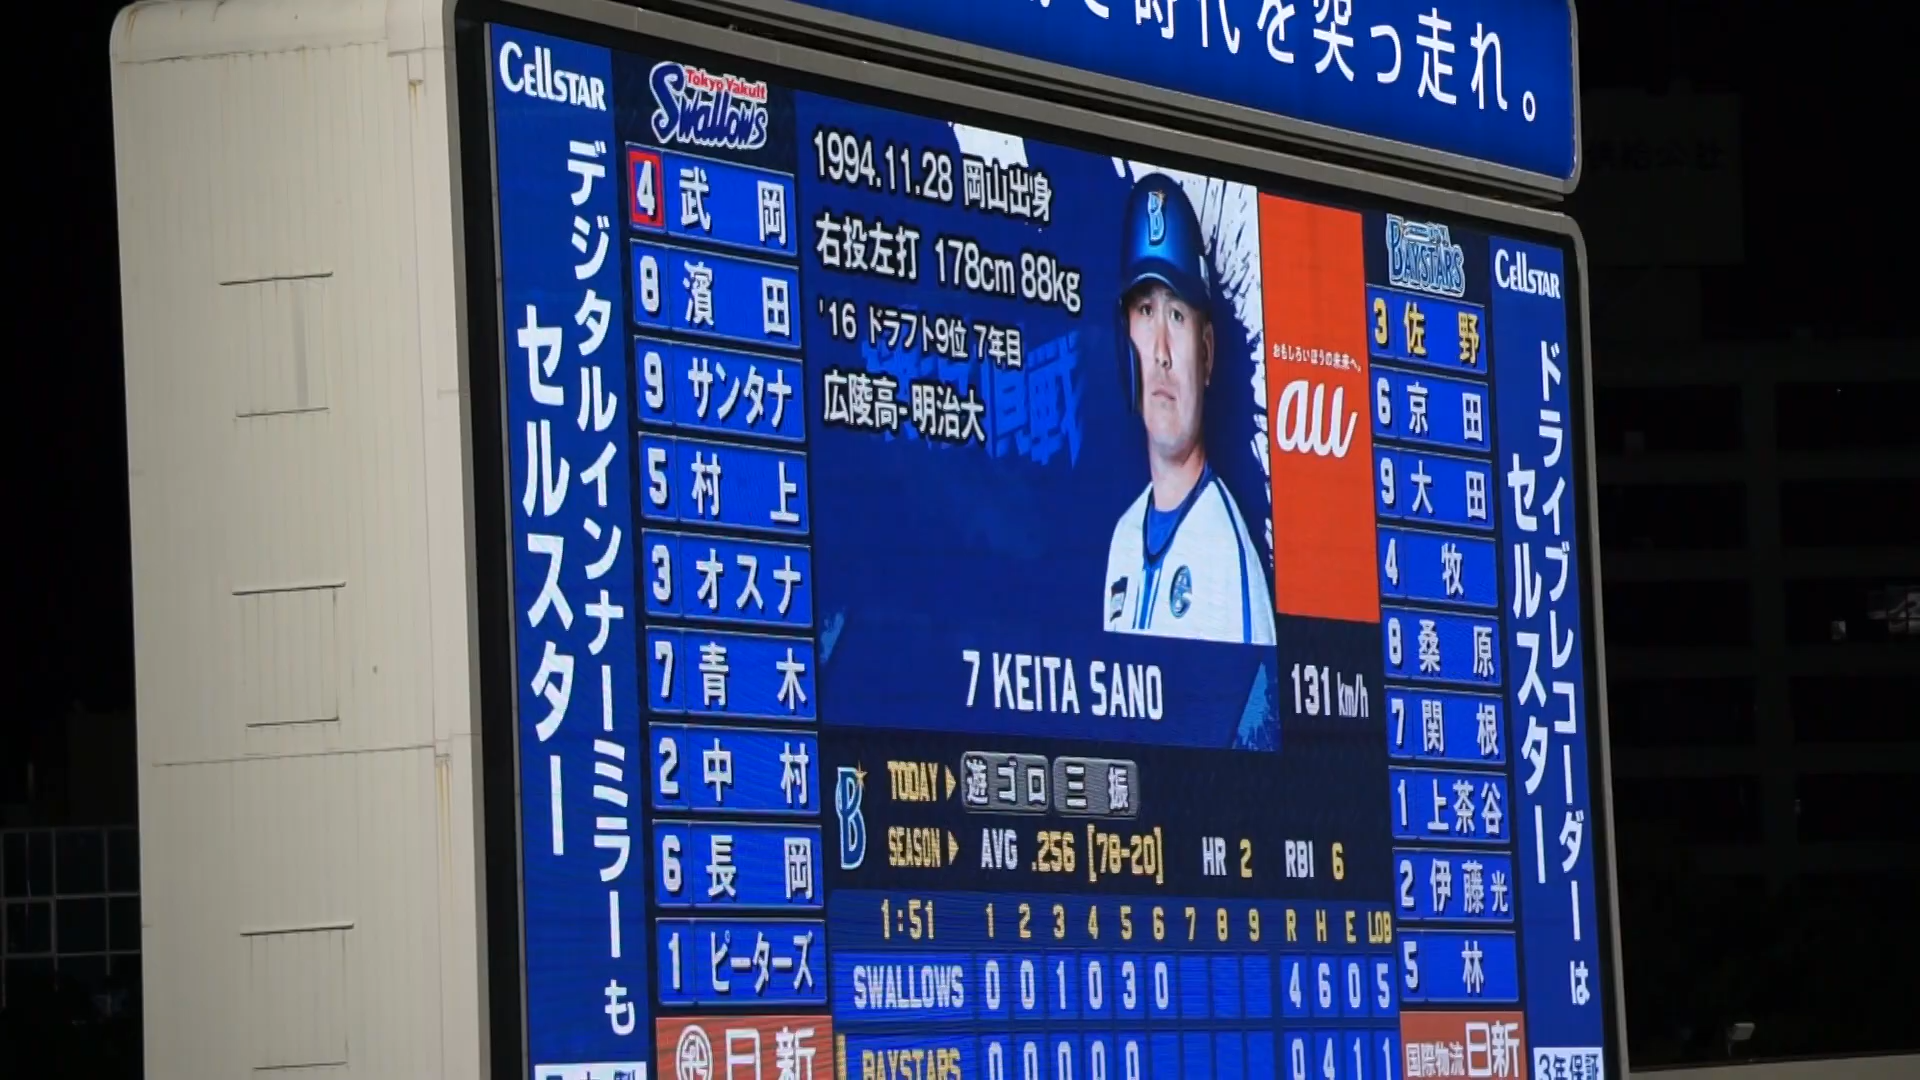 時代を突っ走れ。
CELLSTAR
デジタルインナーミラーも
セルスター
Tokyo Yakult
Swallows
4 武岡
8 濱田
9 サンタナ
5 村上
3 オスナ
7 青木
2 中村
6 長岡
1 ピーターズ
日新
1994.11.28 岡山出身
右投左打 178cm 88kg
'16 ドラフト9位 7年目
広陵高-明治大
7 KEITA SANO
おもしろいほうの未来へ。
au
131 km/h
TODAY 遊ゴロ 三振
SEASON AVG .256 [78-20] HR 2 RBI 6
1:51 1 2 3 4 5 6 7 8 9 R H E LOB
SWALLOWS 0 0 1 0 3 0 4 6 0 5
BAYSTARS 0 0 0 0 0 0 4 1 1
BAYSTARS
3 佐野
6 京田
9 大田
4 牧
8 桑原
7 関根
1 上茶谷
2 伊藤光
5 林
国際物流 日新
CELLSTAR
ドライブレコーダーは
セルスター
3年保証